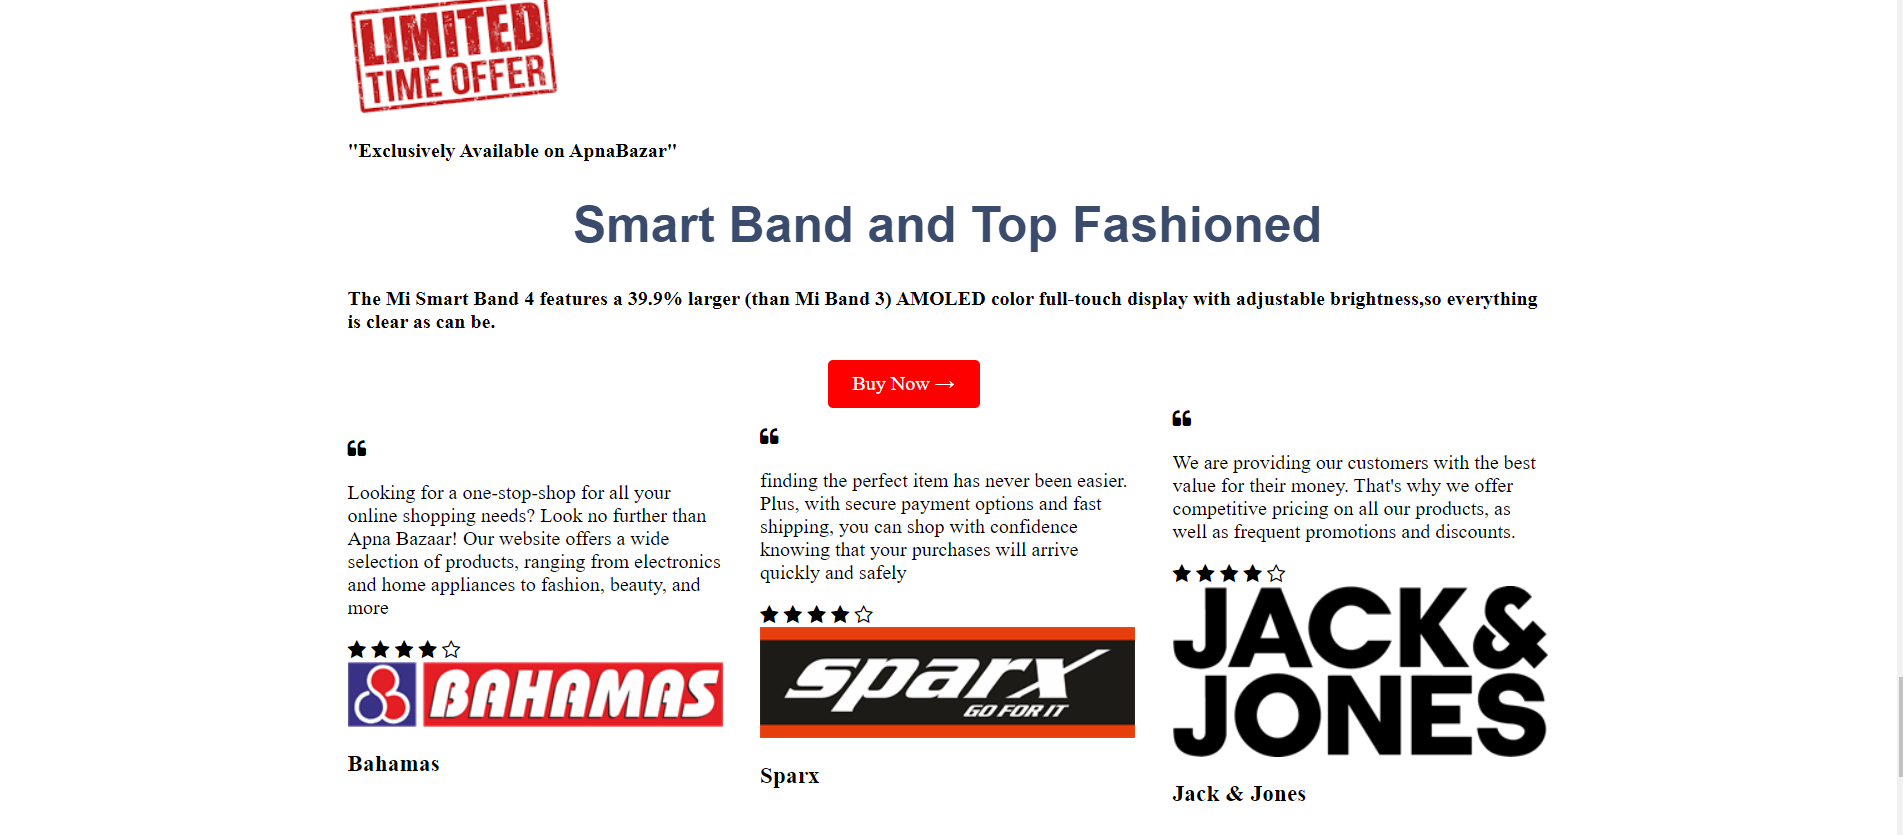 LIMITED
TIME OFFER
"Exclusively Available on ApnaBazar"
Smart Band and Top Fashioned
The Mi Smart Band 4 features a 39.9% larger (than Mi Band 3) AMOLED color full-touch display with adjustable brightness,so everything
is clear as can be.
Buy Now →
❝
Looking for a one-stop-shop for all your
online shopping needs? Look no further than
Apna Bazaar! Our website offers a wide
selection of products, ranging from electronics
and home appliances to fashion, beauty, and
more
★★★★☆
BAHAMAS
Bahamas
❝
finding the perfect item has never been easier.
Plus, with secure payment options and fast
shipping, you can shop with confidence
knowing that your purchases will arrive
quickly and safely
★★★★☆
sparx
GO FOR IT
Sparx
❝
We are providing our customers with the best
value for their money. That's why we offer
competitive pricing on all our products, as
well as frequent promotions and discounts.
★★★★☆
JACK&
JONES
Jack & Jones